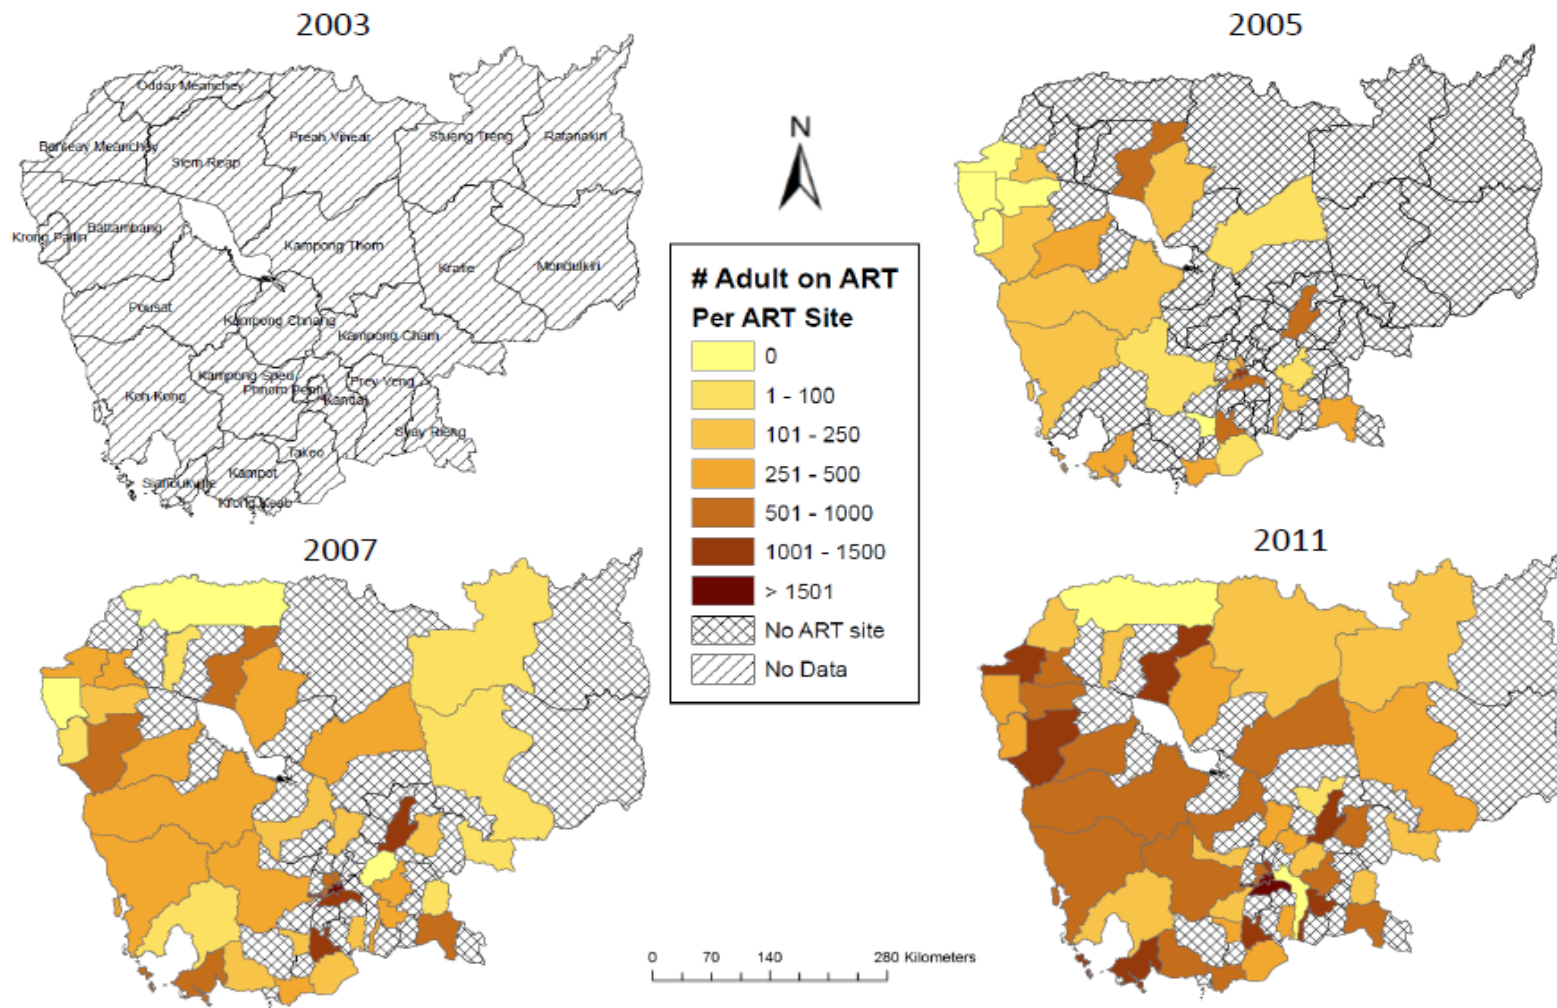 2003
2005
Oddar Meanchey
Banteay Meanchey
Siem Reap
Preah Vihear
Stueng Treng
Ratanakiri
N
Krong Pailin
Battambang
Kampong Thom
Kratie
Mondulkiri
Pousat
Kampong Chnang
Kampong Cham
Koh Kong
Kampong Speu
Phnom Penh
Prey Veng
Kandal
Svay Rieng
Takeo
Kampot
Sianoukville
Krong Kaeb
# Adult on ART
Per ART Site
0
1 - 100
101 - 250
251 - 500
501 - 1000
1001 - 1500
> 1501
No ART site
No Data
2007
2011
0 70 140 280 Kilometers